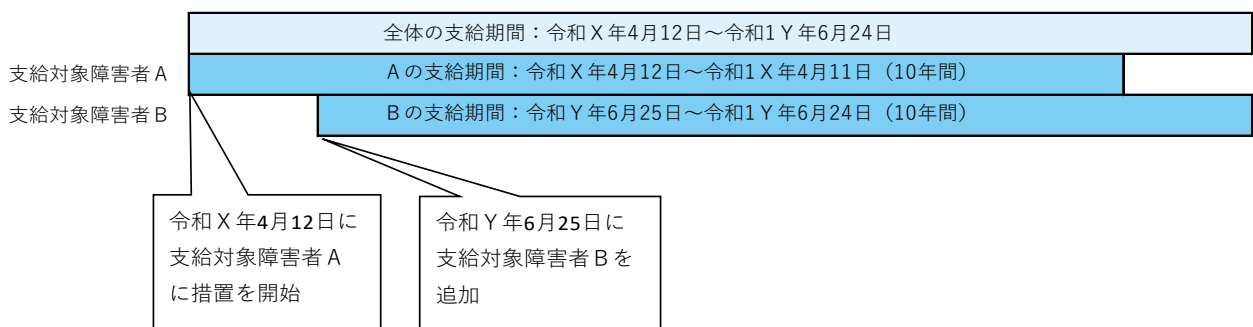 全体の支給期間：令和Ｘ年4月12日～令和1Ｙ年6月24日
支給対象障害者Ａ
Ａの支給期間：令和Ｘ年4月12日～令和1Ｘ年4月11日（10年間）
支給対象障害者Ｂ
Ｂの支給期間：令和Ｙ年6月25日～令和1Ｙ年6月24日（10年間）
令和Ｘ年4月12日に
支給対象障害者Ａ
に措置を開始
令和Ｙ年6月25日に
支給対象障害者Ｂを
追加